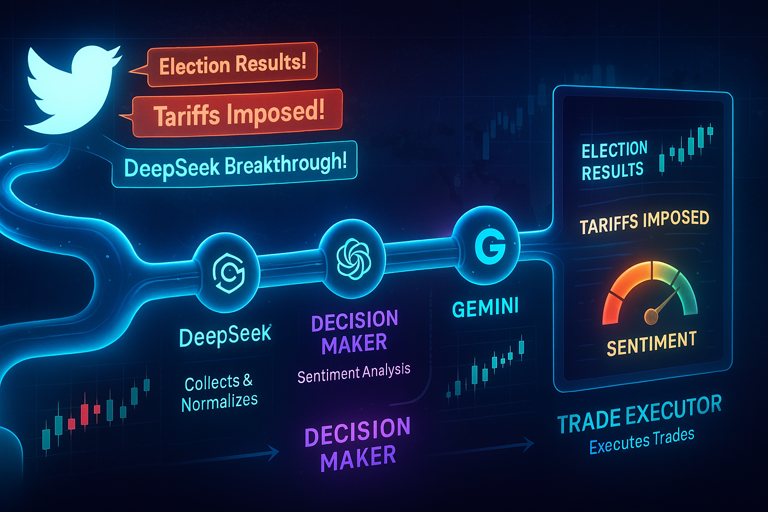 Election Results!
Tariffs Imposed!
DeepSeek Breakthrough!
DeepSeek
Collects &
Normalizes
DECISION
MAKER
Sentiment Analysis
DECISION
MAKER
G
GEMINI
ELECTION
RESULTS
TARIFFS IMPOSED
SENTIMENT
TRADE EXECUTOR
Executes Trades